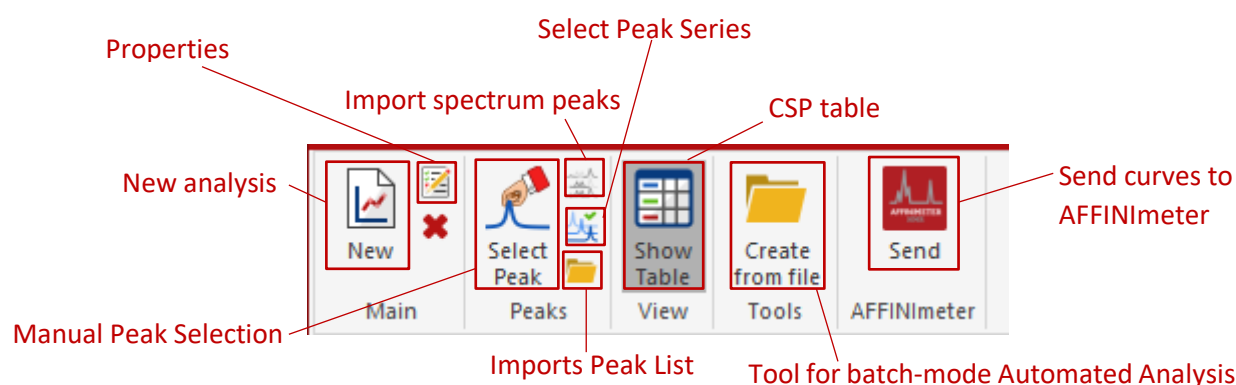 Select Peak Series
Properties
Import spectrum peaks
CSP table
New analysis
Send curves to
AFFINImeter
New
Select
Peak
Show
Table
Create
from file
AFFINIMETER
Send
Main
Peaks
View
Tools
AFFINImeter
Manual Peak Selection
Imports Peak List
Tool for batch-mode Automated Analysis